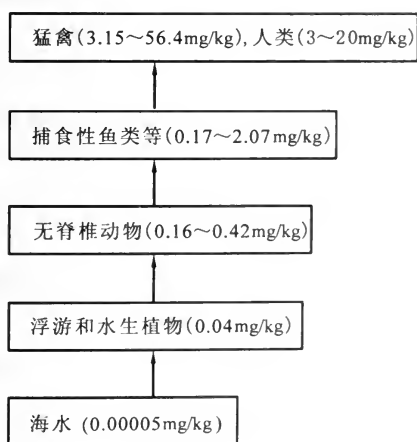 猛禽(3.15～56.4mg/kg),人类(3～20mg/kg)
捕食性鱼类等(0.17～2.07mg/kg)
无脊椎动物(0.16～0.42mg/kg)
浮游和水生植物(0.04mg/kg)
海水 (0.00005mg/kg)